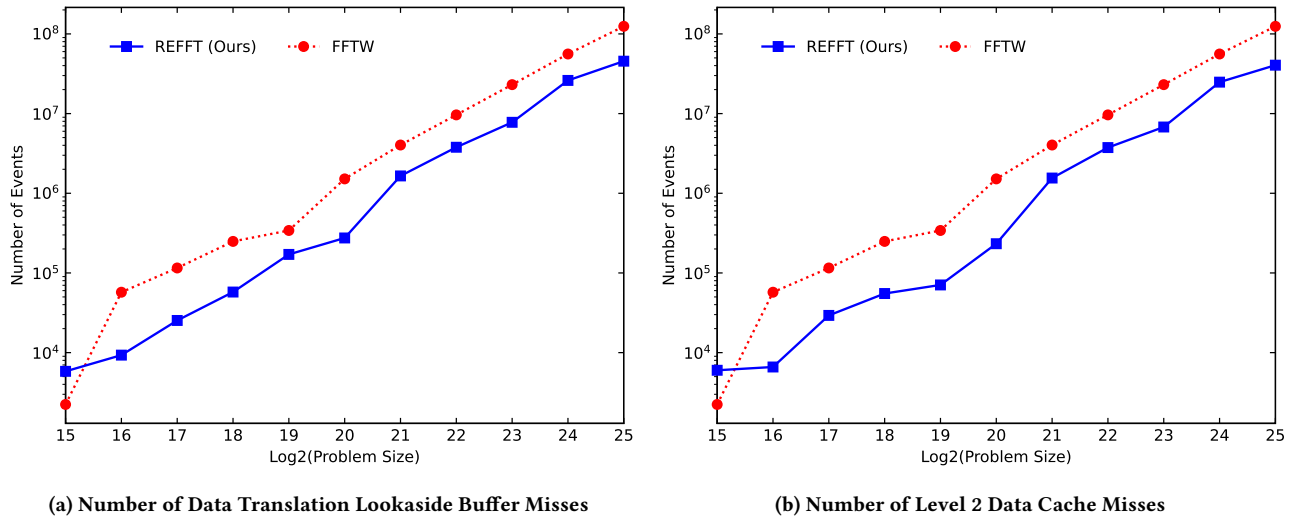 REFFT (Ours)
FFTW
Number of Events
10^8
10^7
10^6
10^5
10^4
15 16 17 18 19 20 21 22 23 24 25
Log2(Problem Size)
(a) Number of Data Translation Lookaside Buffer Misses
REFFT (Ours)
FFTW
Number of Events
10^8
10^7
10^6
10^5
10^4
15 16 17 18 19 20 21 22 23 24 25
Log2(Problem Size)
(b) Number of Level 2 Data Cache Misses